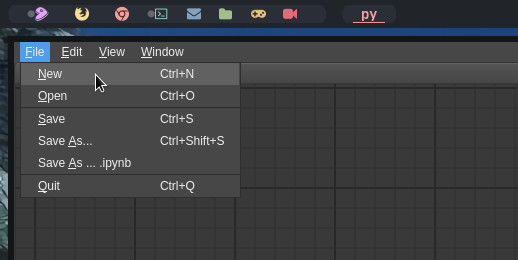 py
File Edit View Window
New Ctrl+N
Open Ctrl+O
Save Ctrl+S
Save As... Ctrl+Shift+S
Save As ... .ipynb
Quit Ctrl+Q